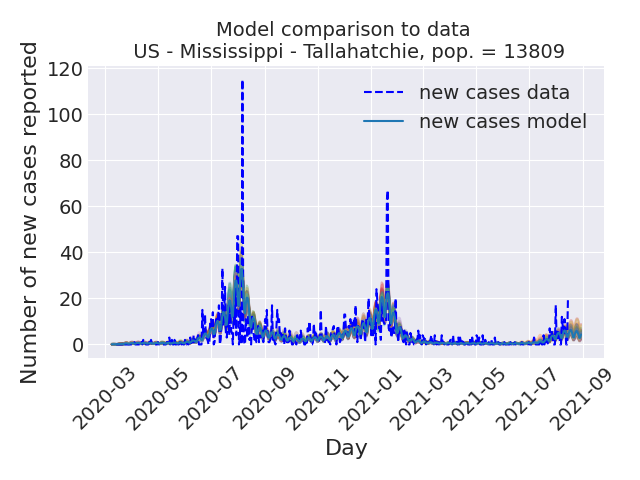 Model comparison to data
US - Mississippi - Tallahatchie, pop. = 13809
Number of new cases reported
120
100
80
60
40
20
0
new cases data
new cases model
2020-03
2020-05
2020-07
2020-09
2020-11
2021-01
2021-03
2021-05
2021-07
2021-09
Day